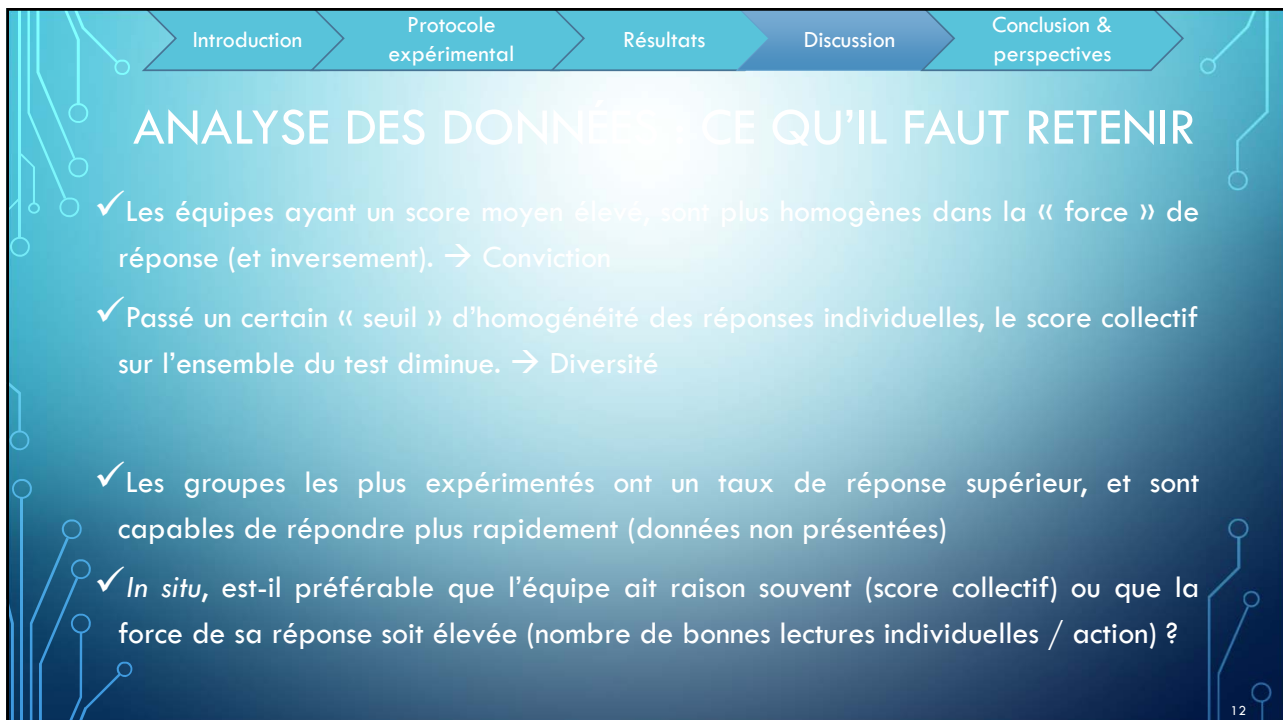 Introduction
Protocole
expérimental
Résultats
Discussion
Conclusion &
perspectives
ANALYSE DES DONNÉES : CE QU'IL FAUT RETENIR
✓Les équipes ayant un score moyen élevé, sont plus homogènes dans la « force » de
réponse (et inversement). → Conviction
✓Passé un certain « seuil » d'homogénéité des réponses individuelles, le score collectif
sur l'ensemble du test diminue. → Diversité
✓Les groupes les plus expérimentés ont un taux de réponse supérieur, et sont
capables de répondre plus rapidement (données non présentées)
✓In situ, est-il préférable que l'équipe ait raison souvent (score collectif) ou que la
force de sa réponse soit élevée (nombre de bonnes lectures individuelles / action) ?
12